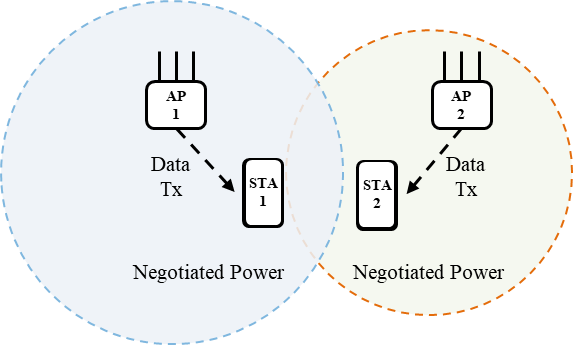 AP
1
AP
2
Data
Tx
STA
1
STA
2
Data
Tx
Negotiated Power
Negotiated Power